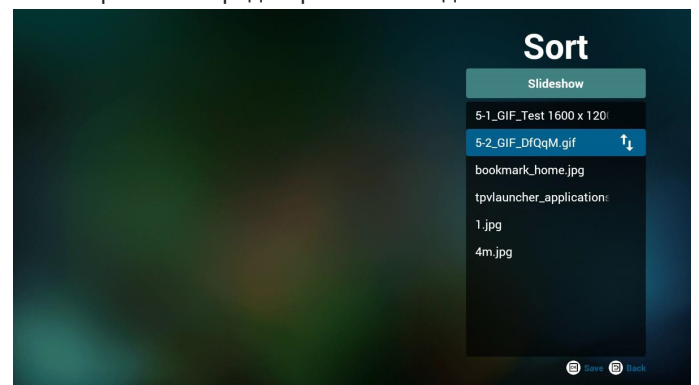 Sort
Slideshow
5-1_GIF_Test 1600 x 120
5-2_GIF_DfQqM.gif
bookmark_home.jpg
tpvlauncher_application
1.jpg
4m.jpg
Save Back